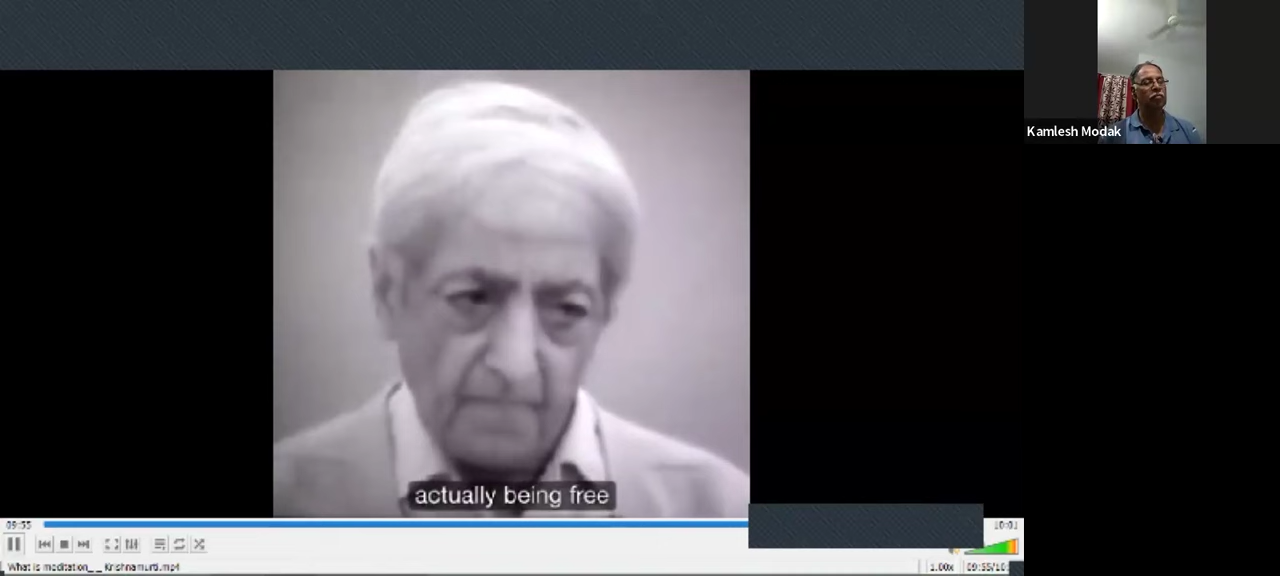 Kamlesh Modak
actually being free
09:55
10:01
What is meditation_ _ Krishnamurti.mp4
1.00x
09:55/10: